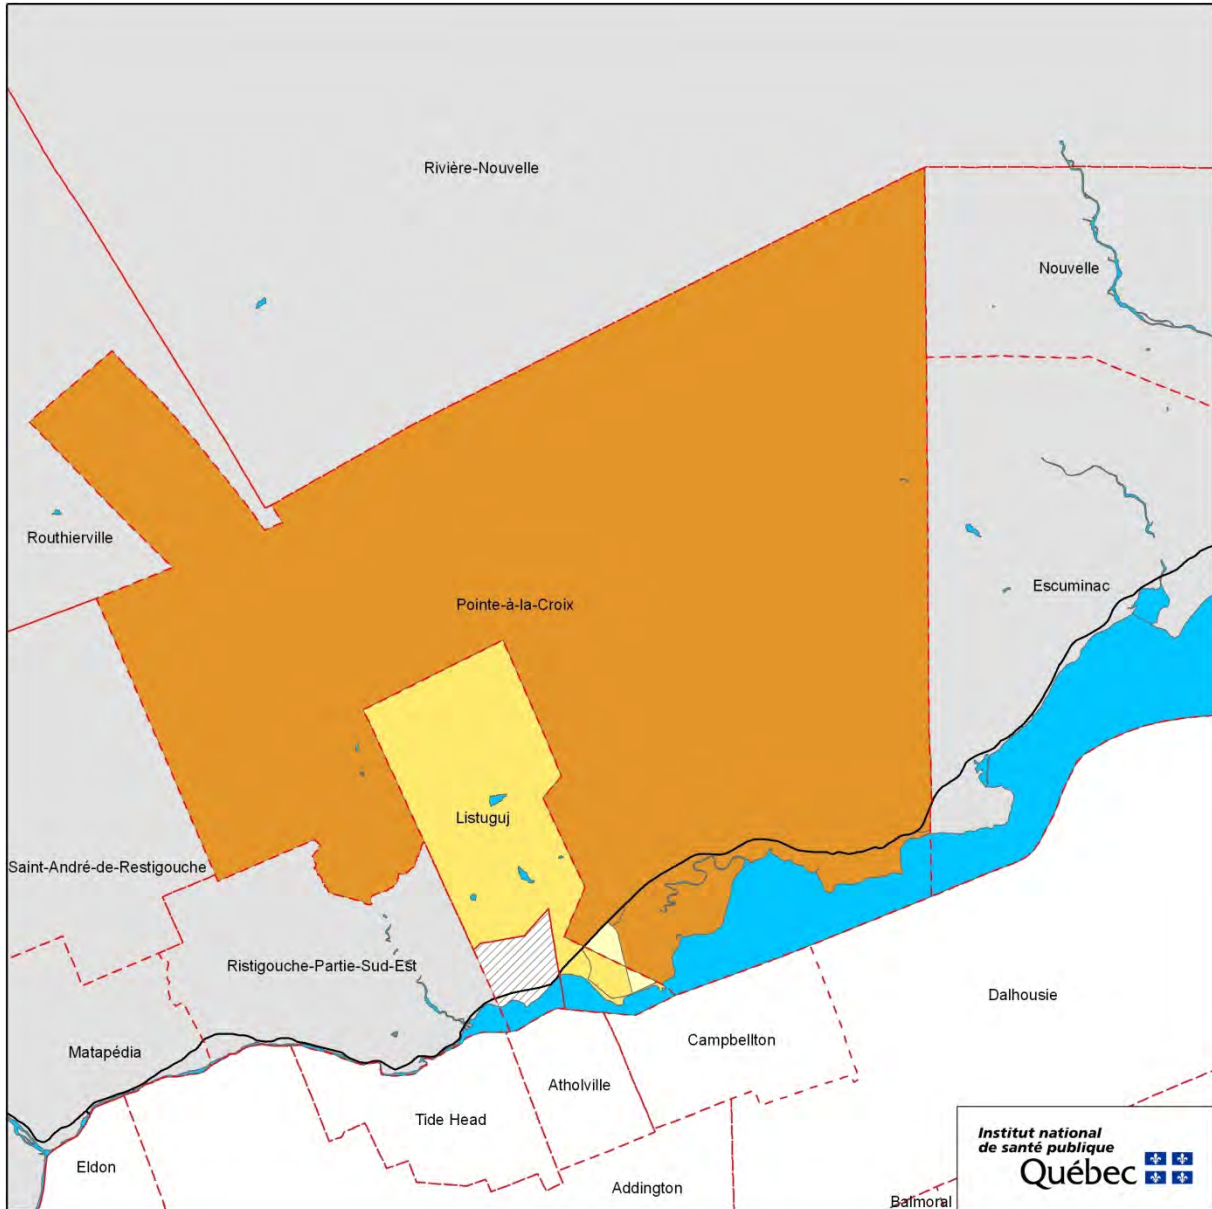 Rivière-Nouvelle
Nouvelle
Routhierville
Escuminac
Pointe-à-la-Croix
Listuguj
Saint-André-de-Restigouche
Ristigouche-Partie-Sud-Est
Dalhousie
Matapédia
Campbellton
Atholville
Tide Head
Eldon
Addington
Balmoral
Institut national
de santé publique
Québec